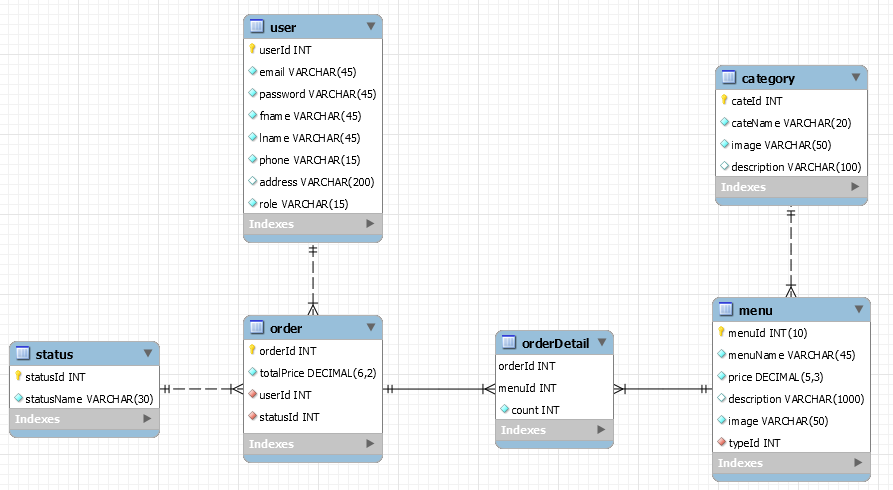 user
userId INT
email VARCHAR(45)
password VARCHAR(45)
fname VARCHAR(45)
lname VARCHAR(45)
phone VARCHAR(15)
address VARCHAR(200)
role VARCHAR(15)
Indexes
category
cateId INT
cateName VARCHAR(20)
image VARCHAR(50)
description VARCHAR(100)
Indexes
status
statusId INT
statusName VARCHAR(30)
Indexes
order
orderId INT
totalPrice DECIMAL(6,2)
userId INT
statusId INT
Indexes
orderDetail
orderId INT
menuId INT
count INT
Indexes
menu
menuId INT(10)
menuName VARCHAR(45)
price DECIMAL(5,3)
description VARCHAR(1000)
image VARCHAR(50)
typeId INT
Indexes